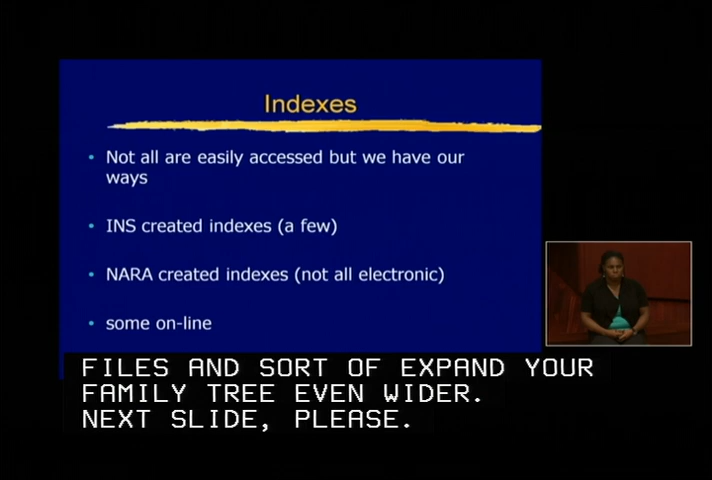 Indexes
• Not all are easily accessed but we have our
ways
• INS created indexes (a few)
• NARA created indexes (not all electronic)
• some on-line
FILES AND SORT OF EXPAND YOUR
FAMILY TREE EVEN WIDER.
NEXT SLIDE, PLEASE.